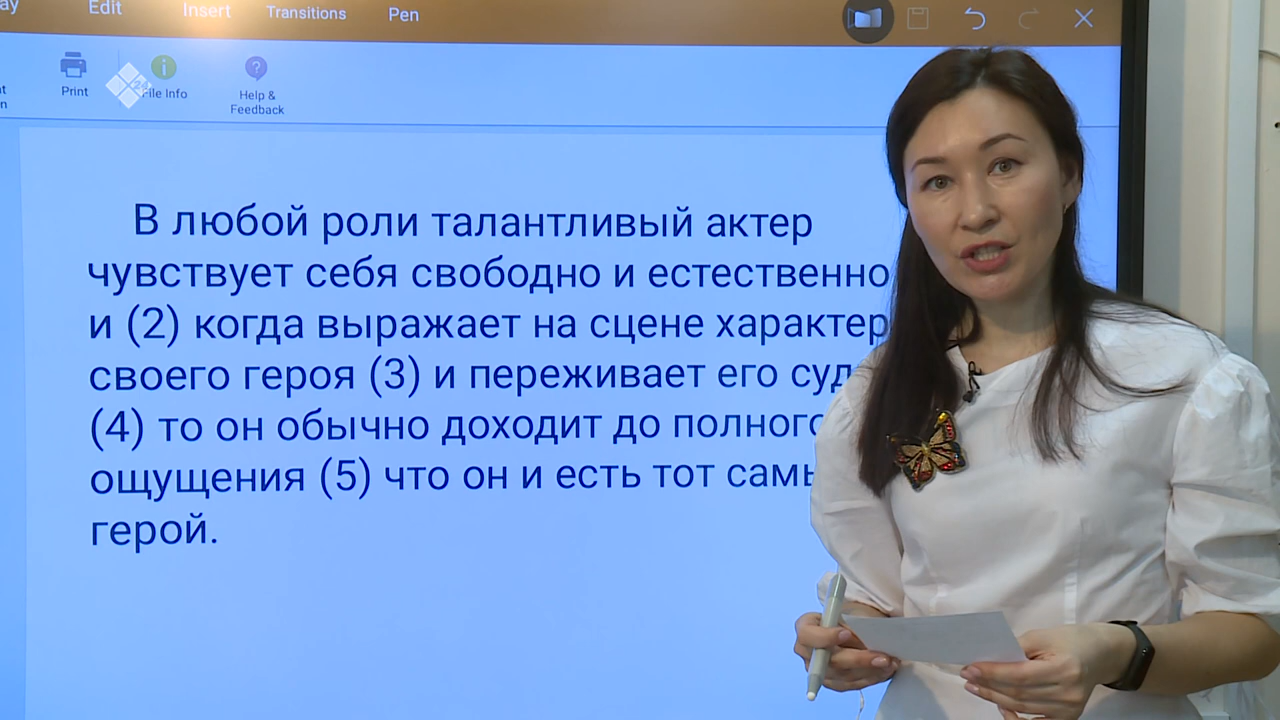 Edit Insert Transitions Pen
Print File Info Help &
Feedback
В любой роли талантливый актер
чувствует себя свободно и естественно
и (2) когда выражает на сцене характер
своего героя (3) и переживает его
(4) то он обычно доходит до полного
ощущения (5) что он и есть тот
герой.